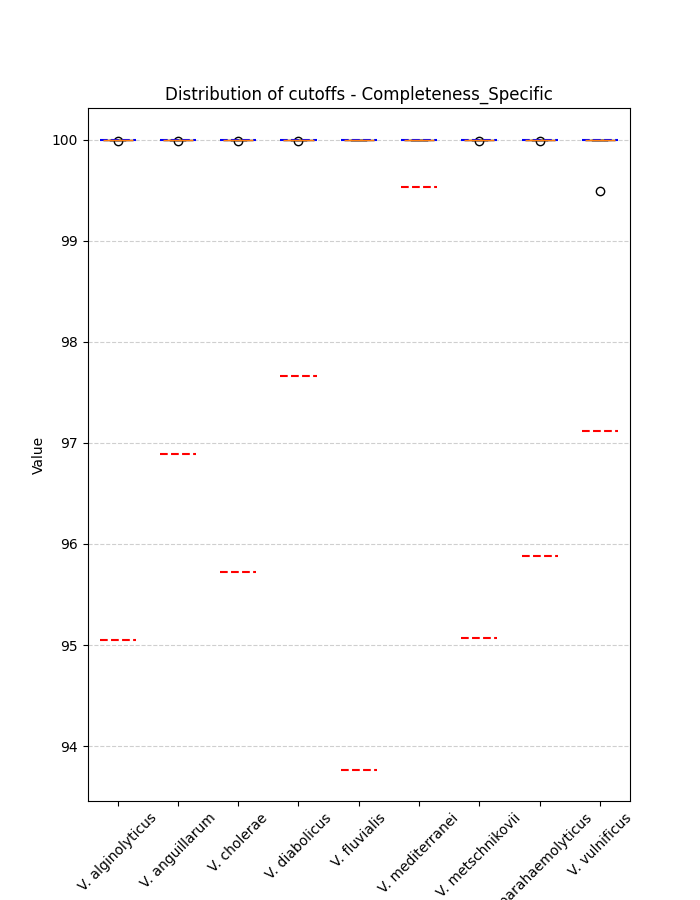 Distribution of cutoffs - Completeness_Specific
100
99
98
97
96
95
94
Value
V. alginolyticus
V. anguillarum
V. cholerae
V. diabolicus
V. fluvialis
V. mediterranei
V. metschnikovii
parahaemolyticus
V. vulnificus